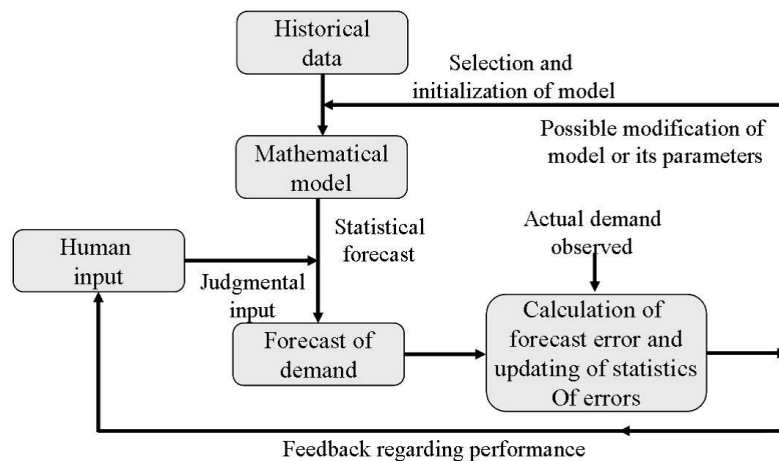 Historical
data
Selection and
initialization of model
Possible modification of
model or its parameters
Mathematical
model
Statistical
forecast
Actual demand
observed
Human
input
Judgmental
input
Forecast of
demand
Calculation of
forecast error and
updating of statistics
Of errors
Feedback regarding performance